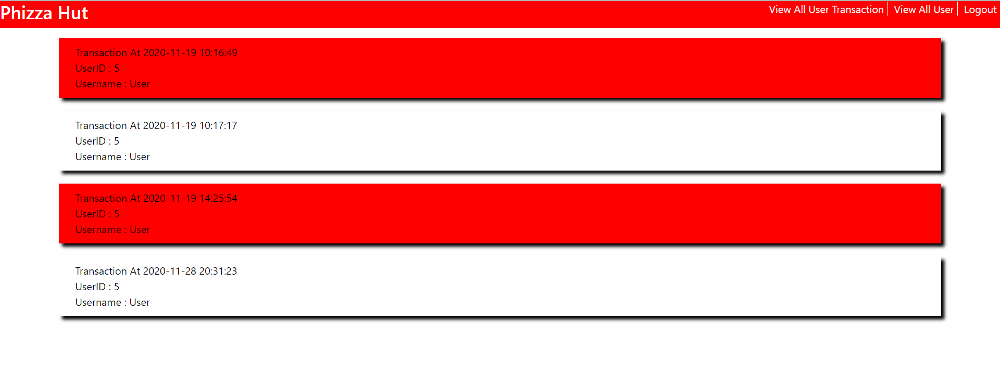 Phizza Hut
View All User Transaction
View All User
Logout
Transaction At 2020-11-19 10:16:49
UserID : 5
Username : User
Transaction At 2020-11-19 10:17:17
UserID : 5
Username : User
Transaction At 2020-11-19 14:25:54
UserID : 5
Username : User
Transaction At 2020-11-28 20:31:23
UserID : 5
Username : User